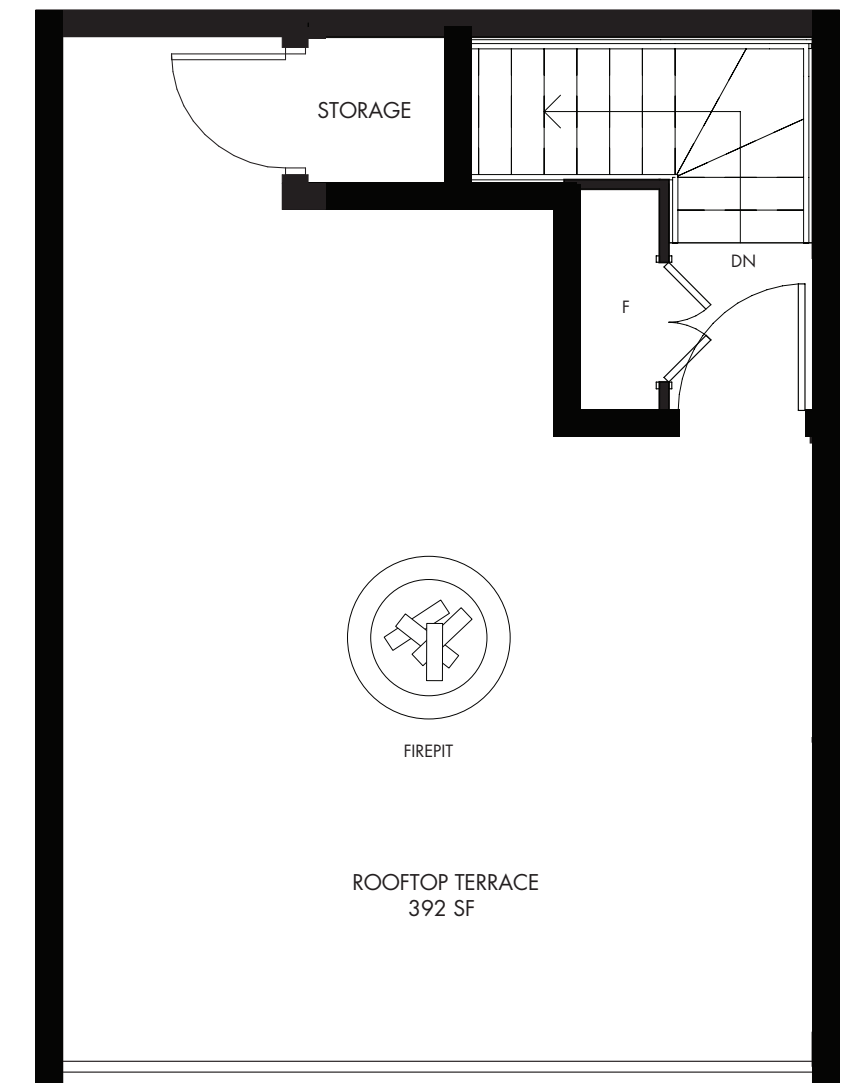 STORAGE
DN
F
FIREPIT
ROOFTOP TERRACE
392 SF